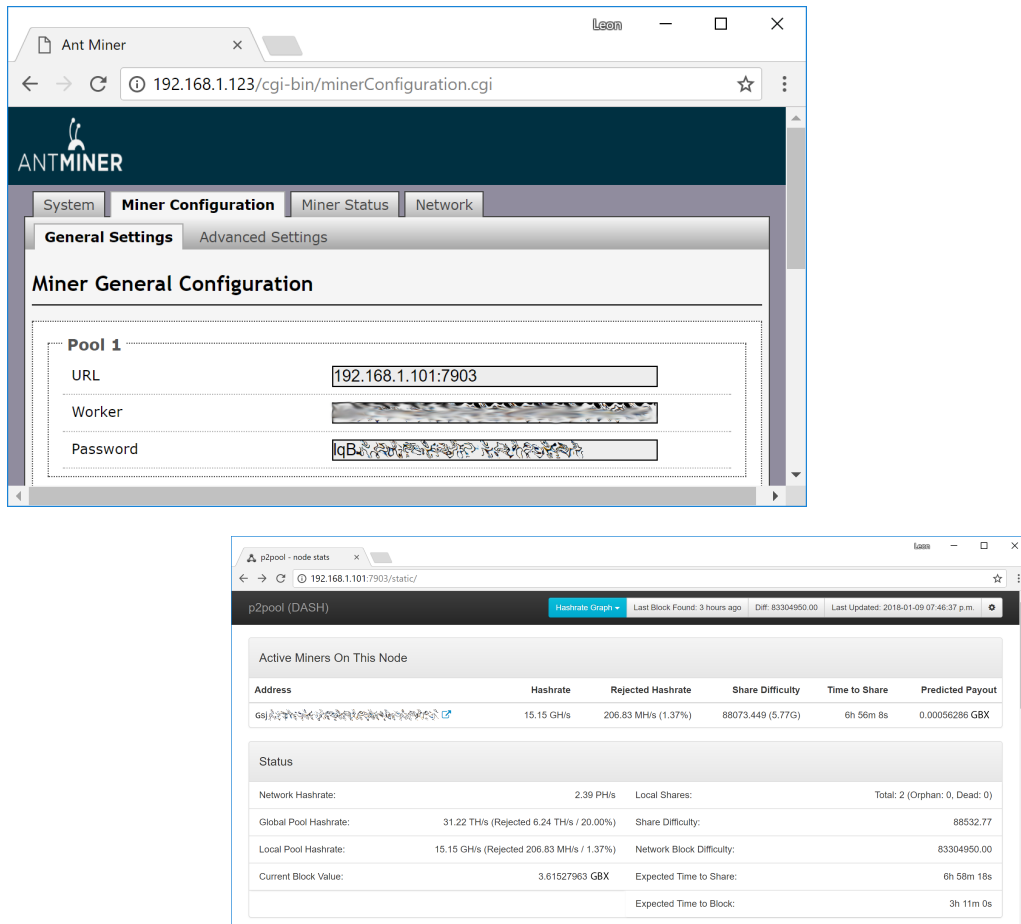 Leon
Ant Miner
192.168.1.123/cgi-bin/minerConfiguration.cgi
ANTMINER
System Miner Configuration Miner Status Network
General Settings Advanced Settings
Miner General Configuration
Pool 1
URL 192.168.1.101:7903
Worker
Password
Leon
p2pool - node stats
192.168.1.101:7903/static/
p2pool (DASH) Hashrate Graph Last Block Found: 3 hours ago Diff: 83304950.00 Last Updated: 2018-01-09 07:46:37 p.m.
Active Miners On This Node
Address Hashrate Rejected Hashrate Share Difficulty Time to Share Predicted Payout
15.15 GH/s 206.83 MH/s (1.37%) 88073.449 (5.77G) 6h 56m 8s 0.00056286 GBX
Status
Network Hashrate: 2.39 PH/s Local Shares: Total: 2 (Orphan: 0, Dead: 0)
Global Pool Hashrate: 31.22 TH/s (Rejected 6.24 TH/s / 20.00%) Share Difficulty: 88532.77
Local Pool Hashrate: 15.15 GH/s (Rejected 206.83 MH/s / 1.37%) Network Block Difficulty: 83304950.00
Current Block Value: 3.61527963 GBX Expected Time to Share: 6h 58m 18s
Expected Time to Block: 3h 11m 0s